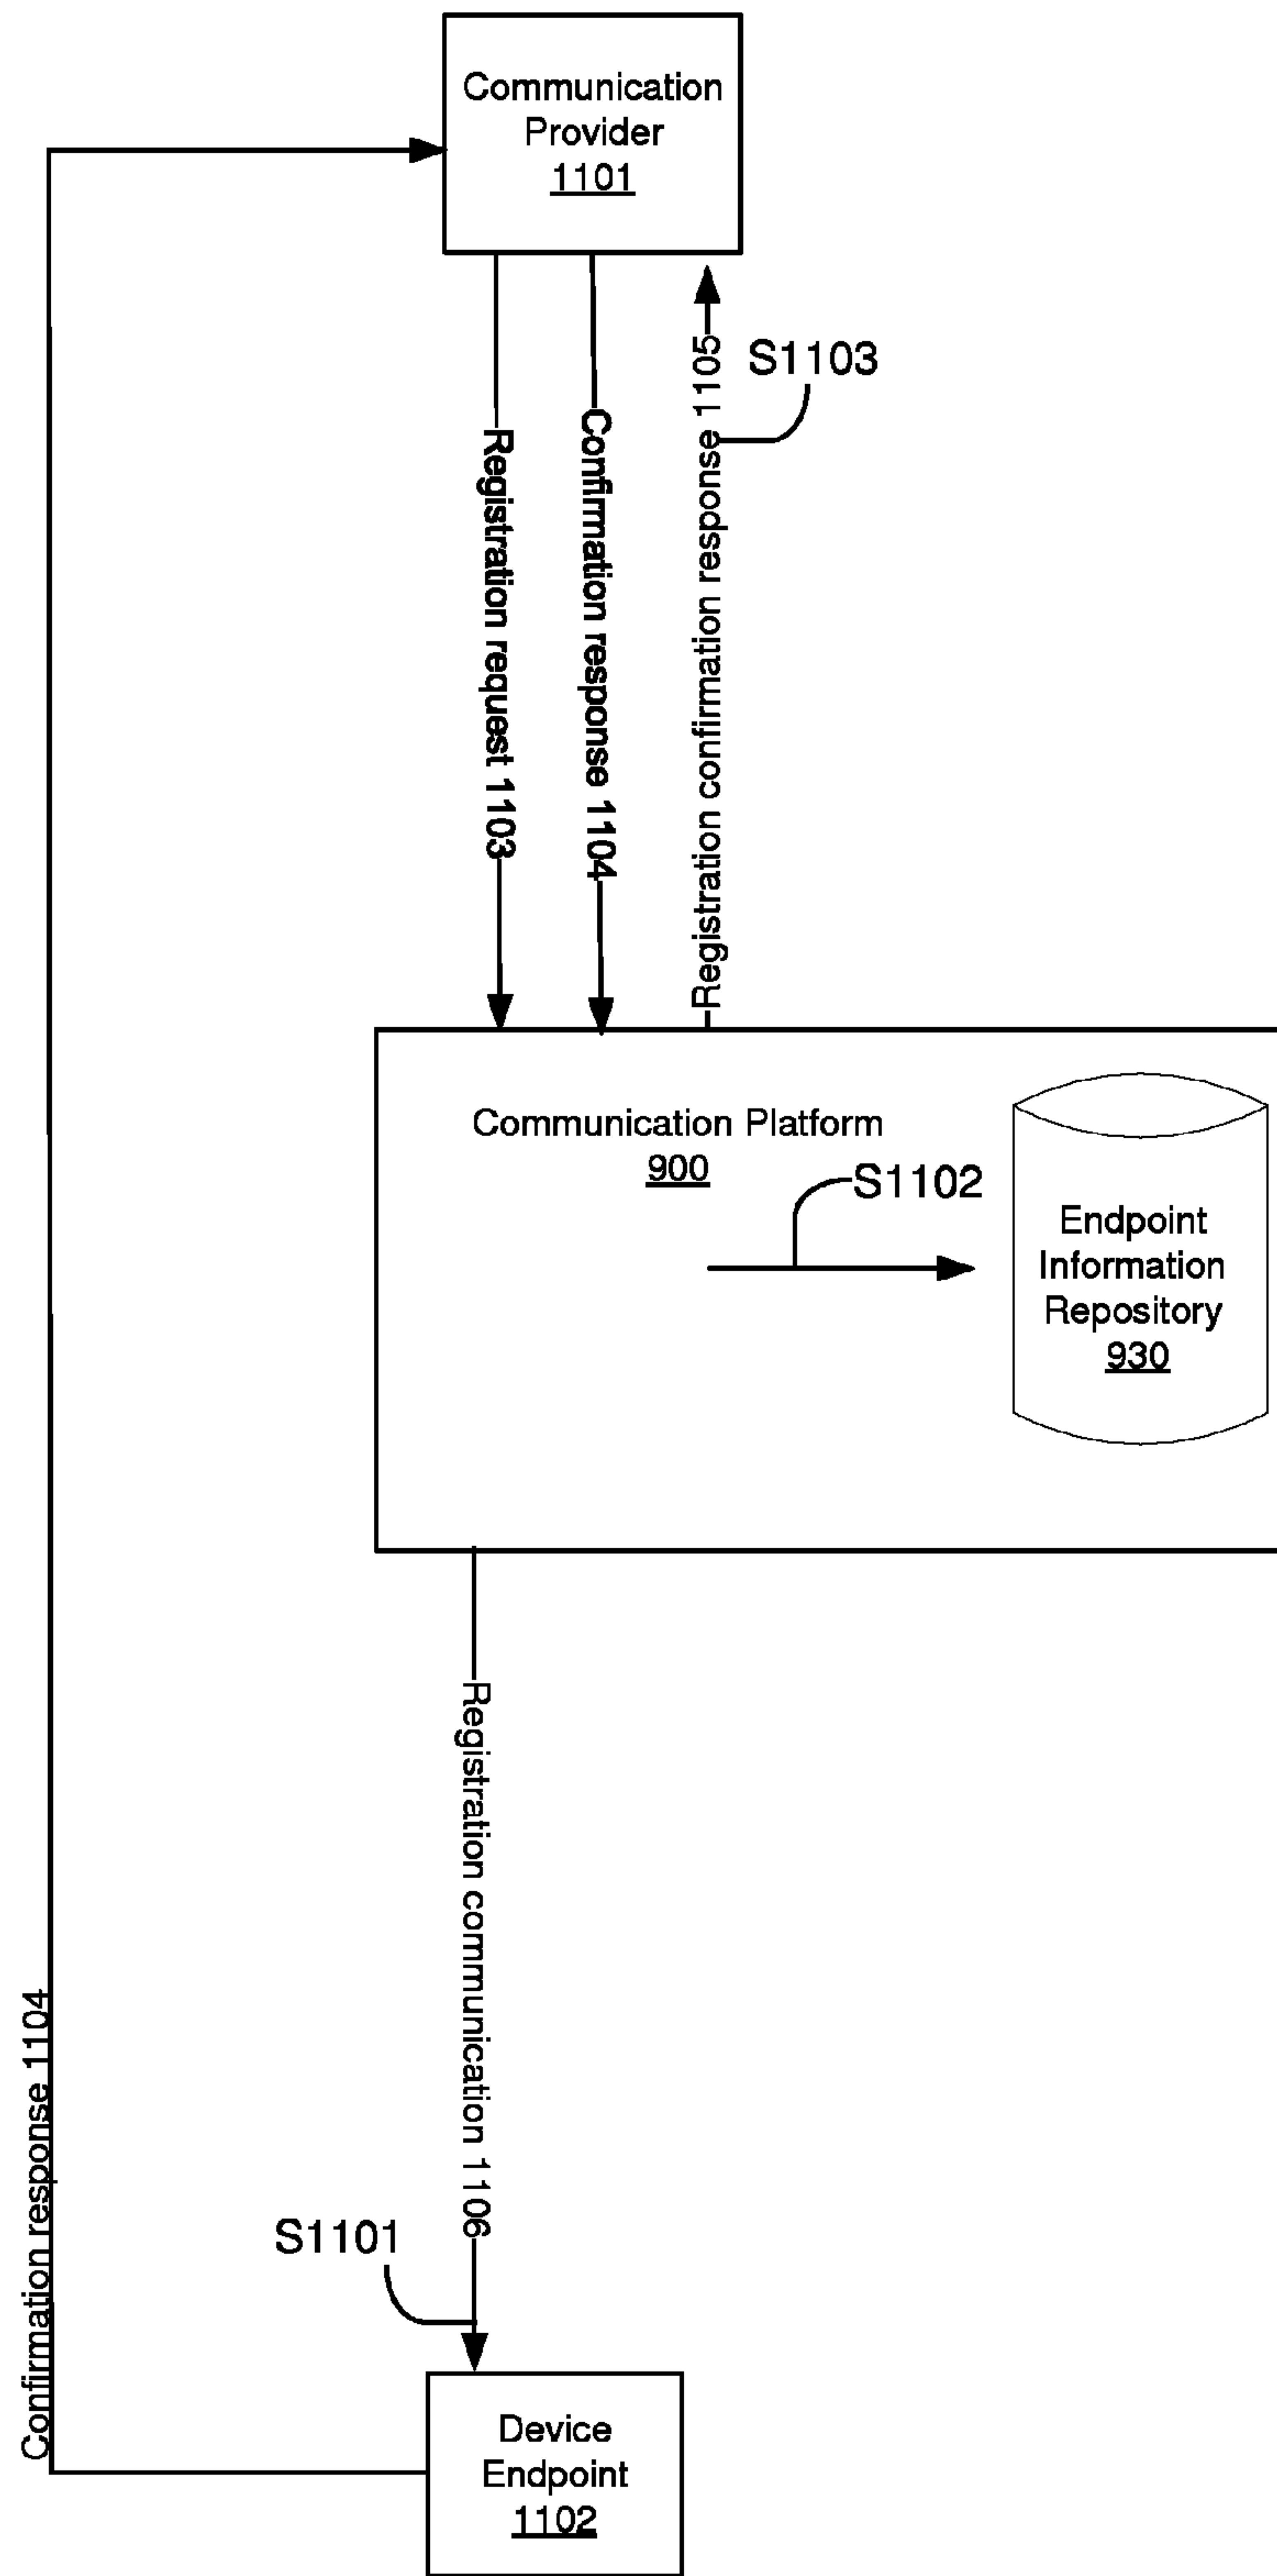 Communication
Provider
1101
S1103
Registration request 1103
Confirmation response 1104
Registration confirmation response 1105
Communication Platform
900
S1102
Endpoint
Information
Repository
930
Registration communication 1106
Confirmation response 1104
S1101
Device
Endpoint
1102